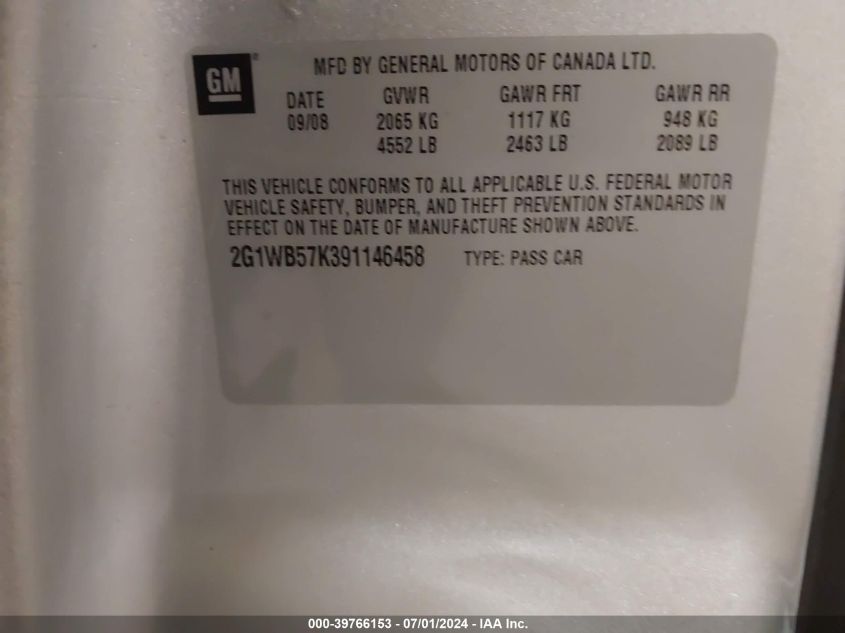 GM ®
MFD BY GENERAL MOTORS OF CANADA LTD.
DATE GVWR GAWR FRT GAWR RR
09/08 2065 KG 1117 KG 948 KG
4552 LB 2463 LB 2089 LB
THIS VEHICLE CONFORMS TO ALL APPLICABLE U.S. FEDERAL MOTOR
VEHICLE SAFETY, BUMPER, AND THEFT PREVENTION STANDARDS IN
EFFECT ON THE DATE OF MANUFACTURE SHOWN ABOVE.
2G1WB57K391146458 TYPE: PASS CAR
000-39766153 - 07/01/2024 - IAA Inc.